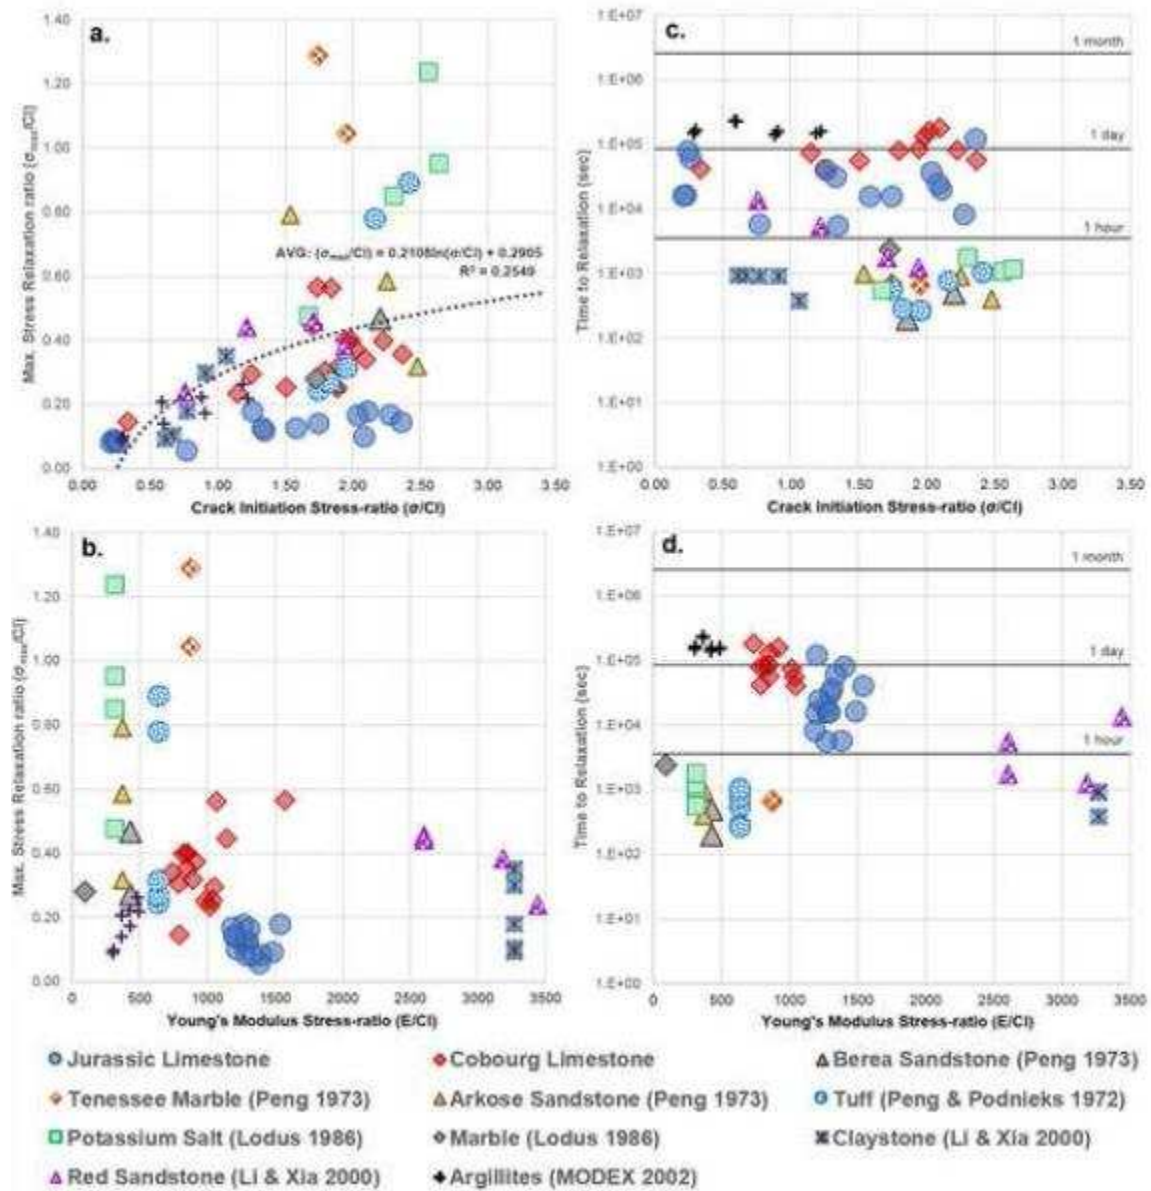 a.
1.40
1.20
1.00
0.80
0.60
0.40
0.20
0.00
Max. Stress Relaxation ratio (σmax/CI)
AVG: (σmax/CI) = 0.2108ln(σ/CI) + 0.2905
R² = 0.2549
0.00 0.50 1.00 1.50 2.00 2.50 3.00 3.50
Crack Initiation Stress-ratio (σ/CI)
c.
1.E+07
1.E+06
1.E+05
1.E+04
1.E+03
1.E+02
1.E+01
1.E+00
Time to Relaxation (sec)
1 month
1 day
1 hour
0.00 0.50 1.00 1.50 2.00 2.50 3.00 3.50
Crack Initiation Stress-ratio (σ/CI)
b.
1.40
1.20
1.00
0.80
0.60
0.40
0.20
0.00
Max. Stress Relaxation ratio (σmax/CI)
0 500 1000 1500 2000 2500 3000 3500
Young's Modulus Stress-ratio (E/CI)
d.
1.E+07
1.E+06
1.E+05
1.E+04
1.E+03
1.E+02
1.E+01
1.E+00
Time to Relaxation (sec)
1 month
1 day
1 hour
0 500 1000 1500 2000 2500 3000 3500
Young's Modulus Stress-ratio (E/CI)
Jurassic Limestone Cobourg Limestone Berea Sandstone (Peng 1973)
Tenessee Marble (Peng 1973) Arkose Sandstone (Peng 1973) Tuff (Peng & Podnieks 1972)
Potassium Salt (Lodus 1986) Marble (Lodus 1986) Claystone (Li & Xia 2000)
Red Sandstone (Li & Xia 2000) Argillites (MODEX 2002)